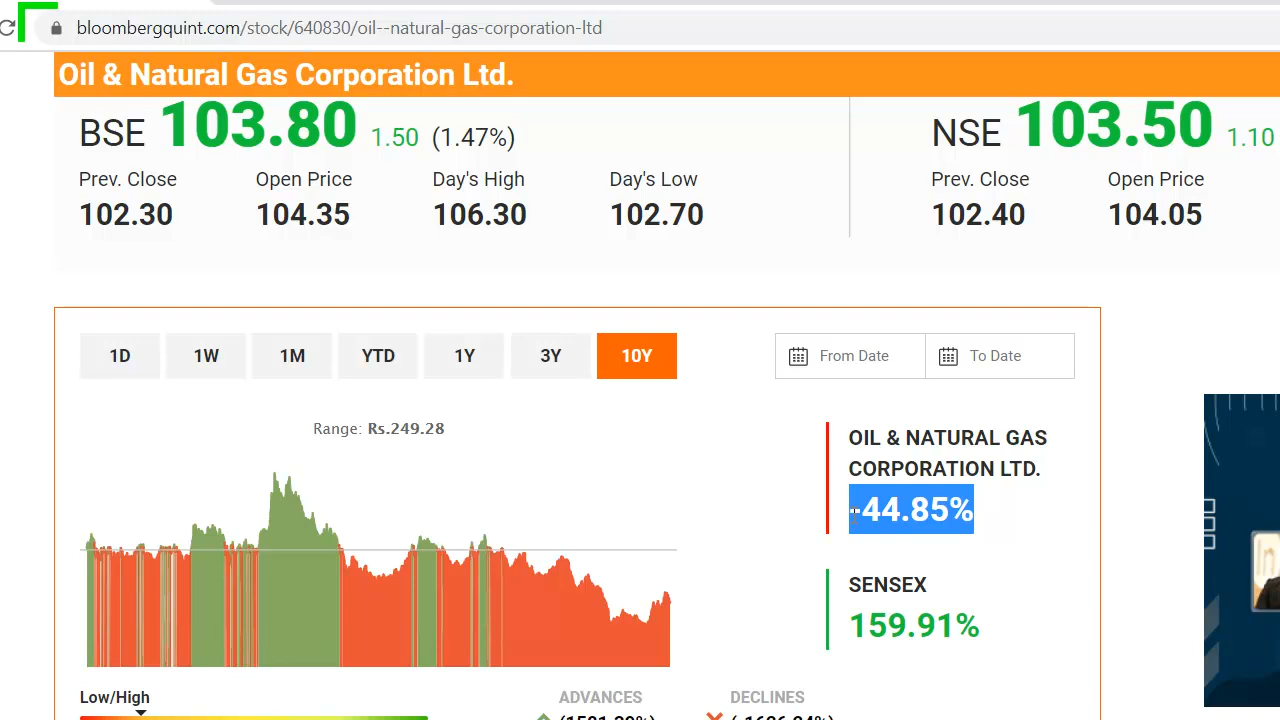 bloombergquint.com/stock/640830/oil--natural-gas-corporation-ltd
Oil & Natural Gas Corporation Ltd.
BSE 103.80 1.50 (1.47%)
NSE 103.50 1.10
Prev. Close Open Price Day's High Day's Low
102.30 104.35 106.30 102.70
Prev. Close Open Price
102.40 104.05
1D 1W 1M YTD 1Y 3Y 10Y
From Date To Date
Range: Rs.249.28
OIL & NATURAL GAS
CORPORATION LTD.
-44.85%
SENSEX
159.91%
Low/High
ADVANCES DECLINES